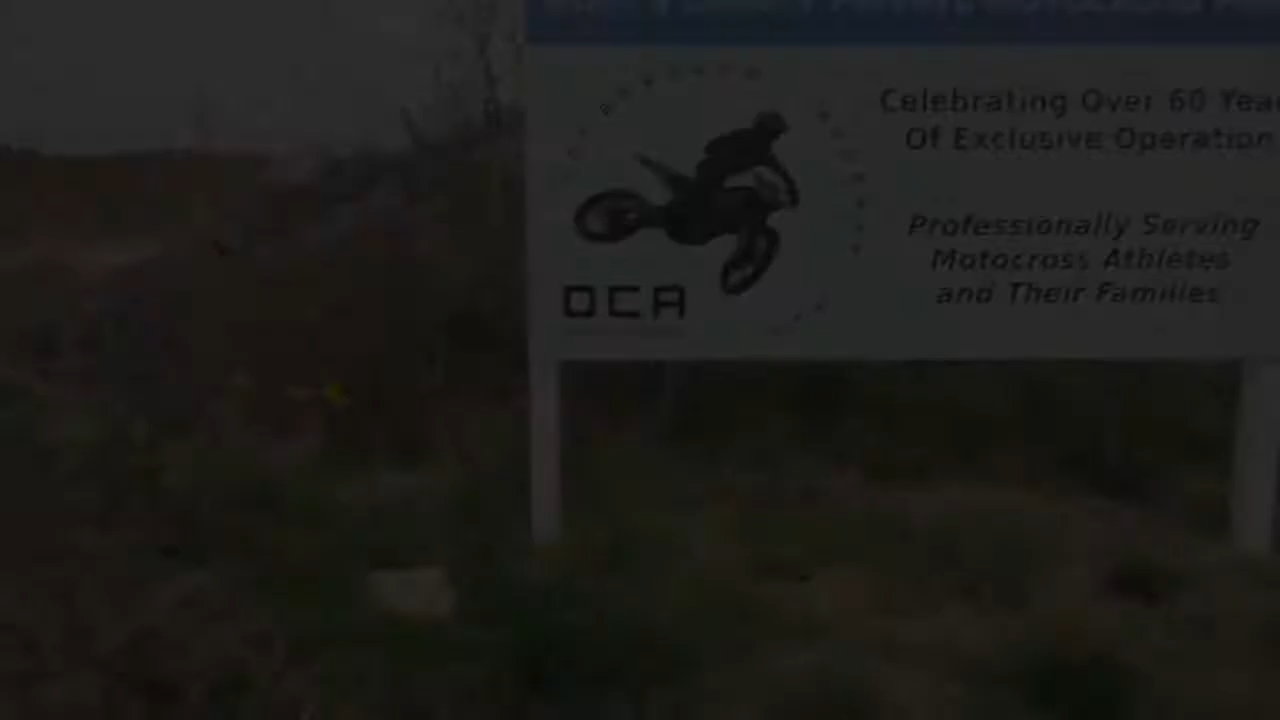 Celebrating Over 60 Yea
Of Exclusive Operation
Professionally Serving
Motocross Athletes
and Their Families
OCA